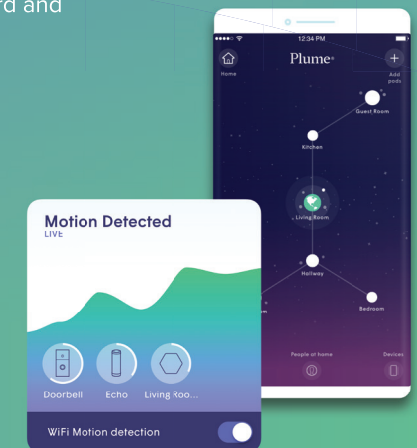 rd and
12:34 PM
Plume®
Home
Add
pods
Guest Room
Kitchen
Living Room
Hallway
Bedroom
People at home
Devices
Motion Detected
LIVE
Doorbell
Echo
Living Roo...
WiFi Motion detection